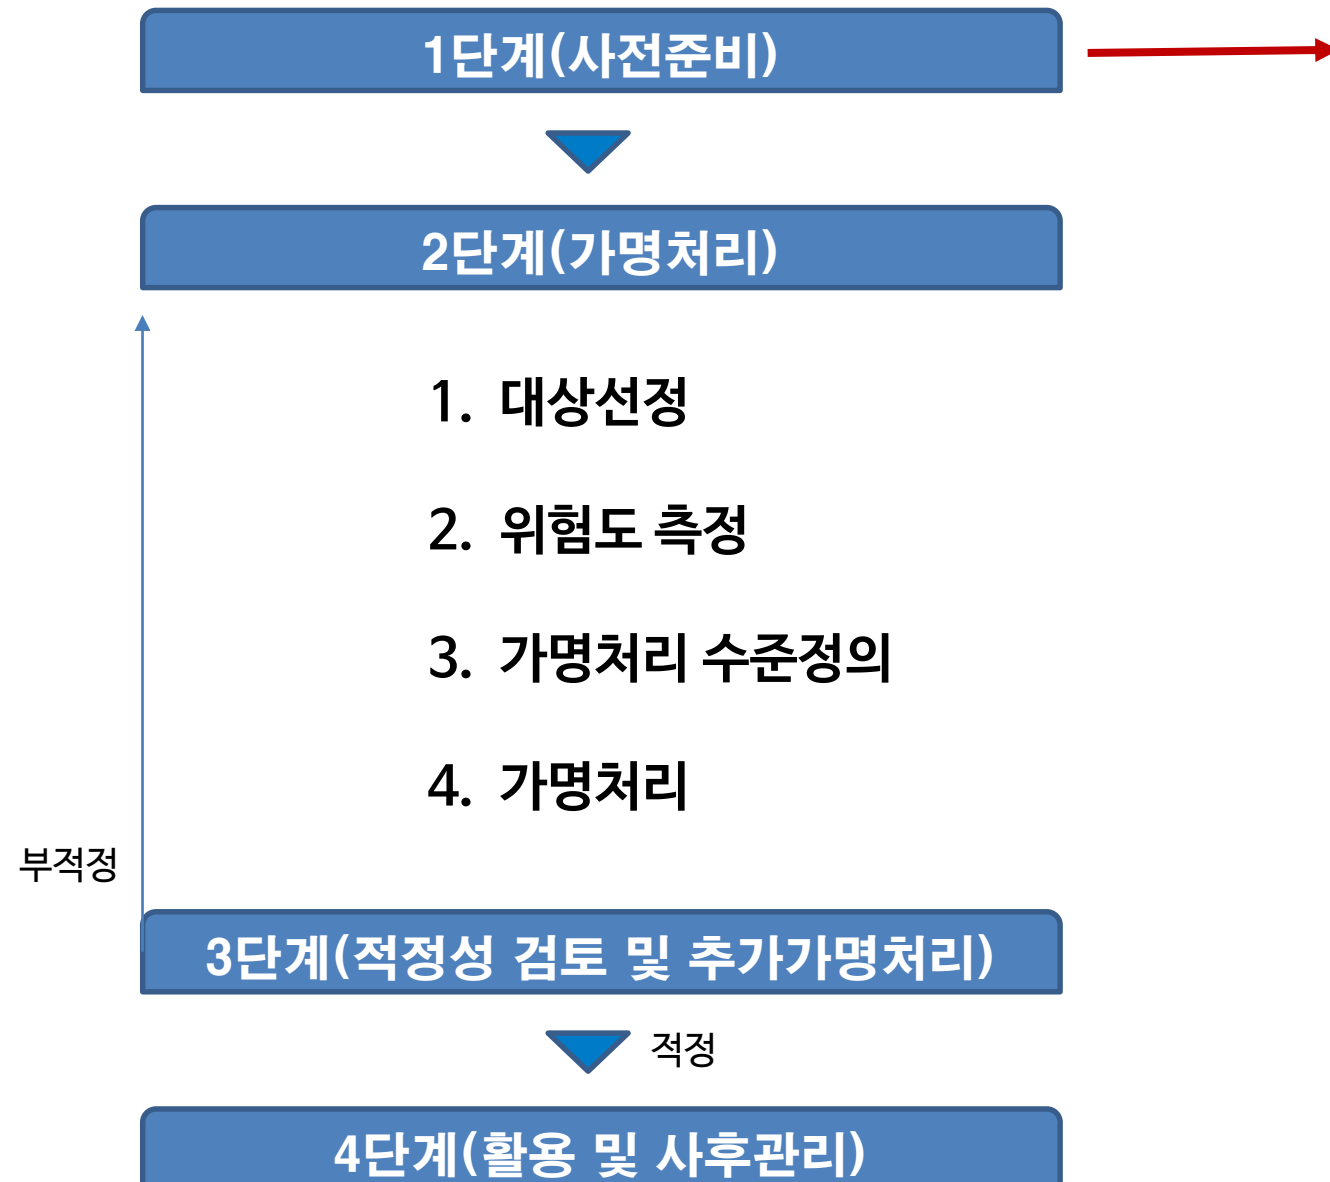 1단계(사전준비)
2단계(가명처리)
1. 대상선정
2. 위험도 측정
3. 가명처리 수준정의
4. 가명처리
부적정
3단계(적정성 검토 및 추가가명처리)
적정
4단계(활용 및 사후관리)